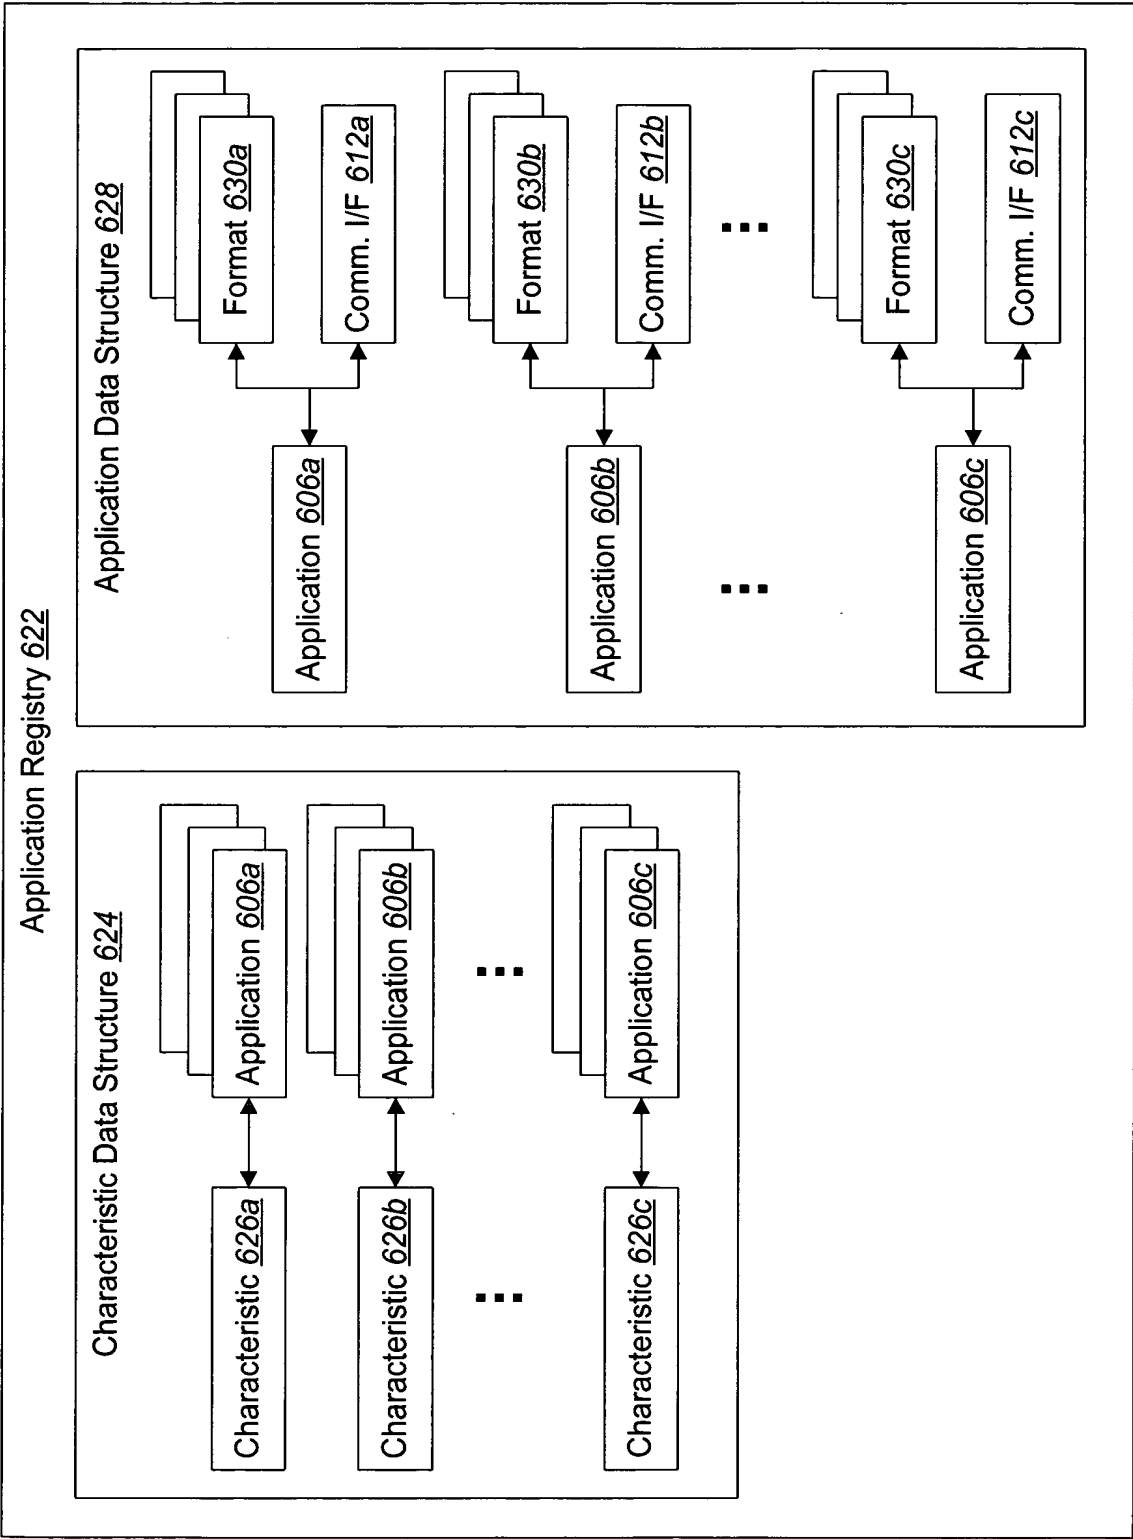 Application Registry 622
Characteristic Data Structure 624
Characteristic 626a
Application 606a
Characteristic 626b
Application 606b
Characteristic 626c
Application 606c
Application Data Structure 628
Application 606a
Format 630a
Comm. I/F 612a
Application 606b
Format 630b
Comm. I/F 612b
Application 606c
Format 630c
Comm. I/F 612c